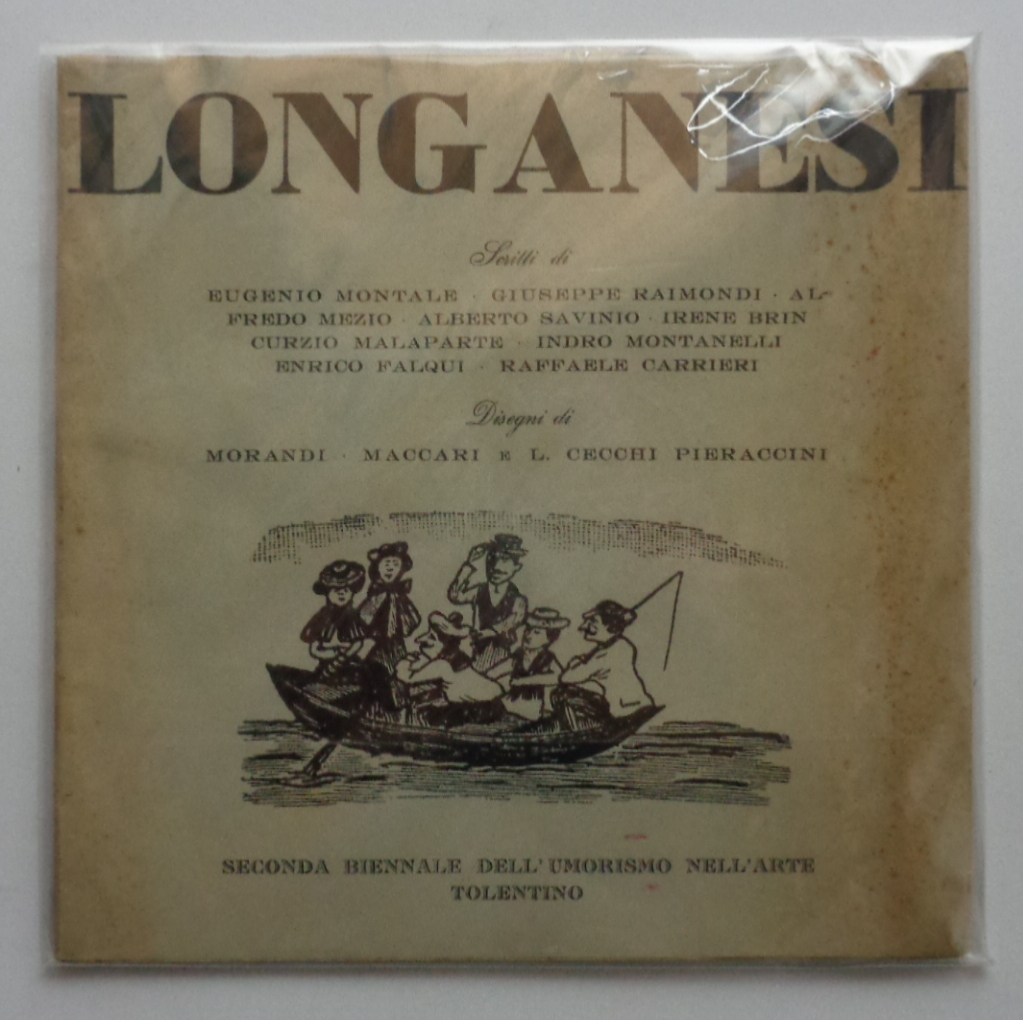 LONGANESI
Scritti di
EUGENIO MONTALE · GIUSEPPE RAIMONDI · AL-
FREDO MEZIO · ALBERTO SAVINIO · IRENE BRIN
CURZIO MALAPARTE · INDRO MONTANELLI
ENRICO FALQUI · RAFFAELE CARRIERI
Disegni di
MORANDI · MACCARI E L. CECCHI PIERACCINI
SECONDA BIENNALE DELL'UMORISMO NELL'ARTE
TOLENTINO